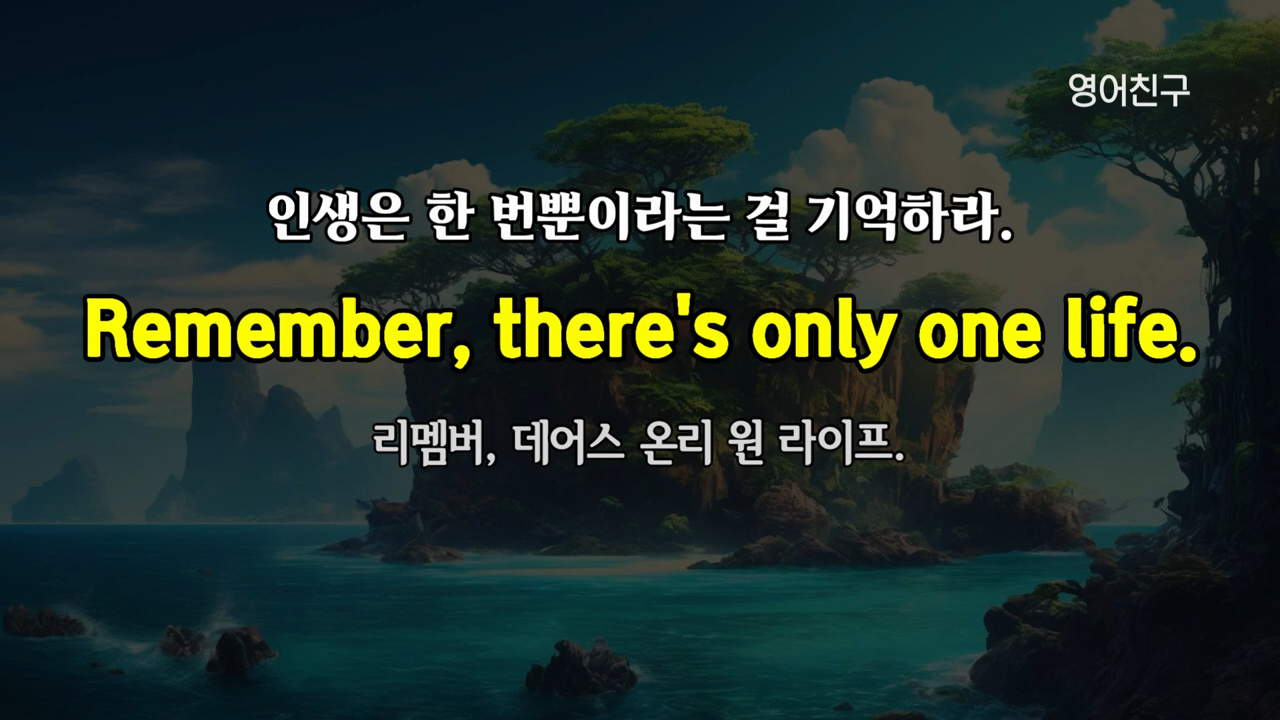 영어친구
인생은 한 번뿐이라는 걸 기억하라.
Remember, there's only one life.
리멤버, 데어스 온리 원 라이프.